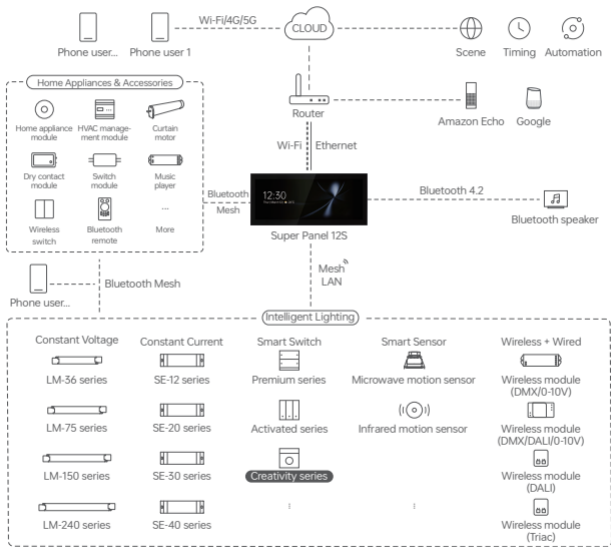 Wi-Fi/4G/5G
CLOUD
Phone user... Phone user 1
Scene Timing Automation
Home Appliances & Accessories
Router
Amazon Echo Google
Home appliance module
HVAC manage-
ment module
Curtain
motor
Wi-Fi Ethernet
Dry contact
module
Switch
module
Music
player
Bluetooth
Mesh
12:30
Bluetooth 4.2
Bluetooth speaker
Wireless
switch
Bluetooth
remote
...
More
Super Panel 12S
Mesh
LAN
Phone user...
Bluetooth Mesh
Intelligent Lighting
Constant Voltage
LM-36 series
LM-75 series
LM-150 series
LM-240 series
Constant Current
SE-12 series
SE-20 series
SE-30 series
SE-40 series
Smart Switch
Premium series
Activated series
Creativity series
Smart Sensor
Microwave motion sensor
Infrared motion sensor
Wireless + Wired
Wireless module
(DMX/0-10V)
Wireless module
(DMX/DALI/0-10V)
Wireless module
(DALI)
Wireless module
(Triac)